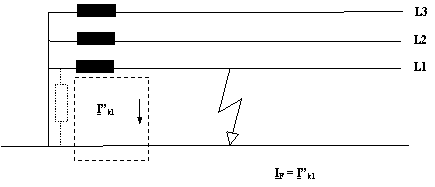 L3
L2
L1
I"k1
IF = I"k1